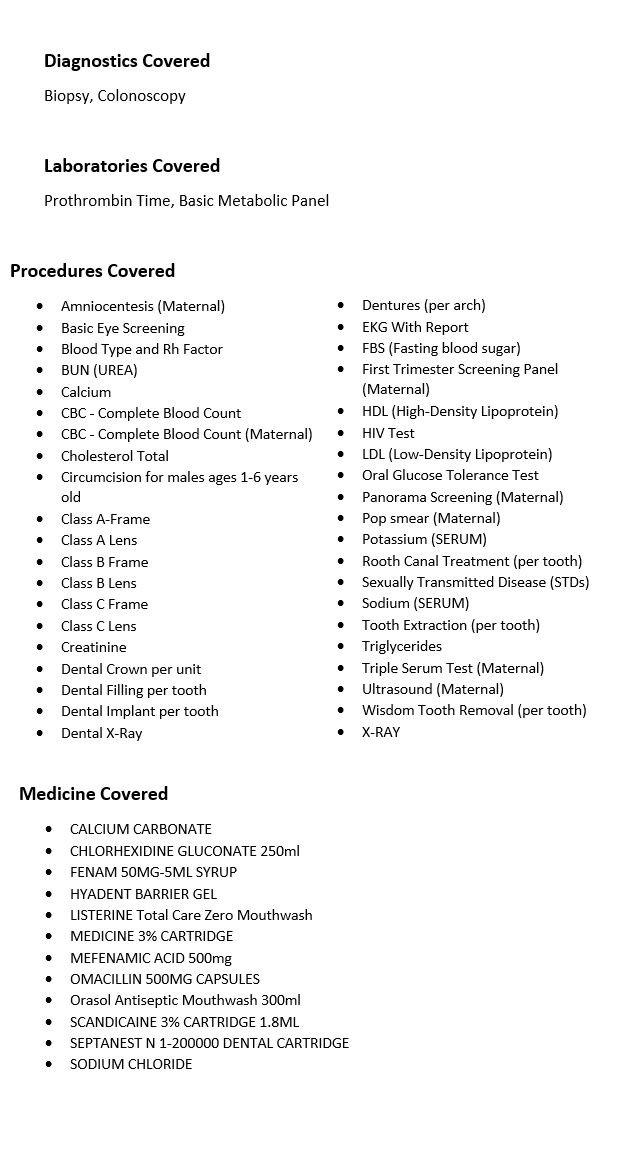 Diagnostics Covered
Biopsy, Colonoscopy
Laboratories Covered
Prothrombin Time, Basic Metabolic Panel
Procedures Covered
• Amniocentesis (Maternal)
• Basic Eye Screening
• Blood Type and Rh Factor
• BUN (UREA)
• Calcium
• CBC - Complete Blood Count
• CBC - Complete Blood Count (Maternal)
• Cholesterol Total
• Circumcision for males ages 1-6 years
old
• Class A-Frame
• Class A Lens
• Class B Frame
• Class B Lens
• Class C Frame
• Class C Lens
• Creatinine
• Dental Crown per unit
• Dental Filling per tooth
• Dental Implant per tooth
• Dental X-Ray
• Dentures (per arch)
• EKG With Report
• FBS (Fasting blood sugar)
• First Trimester Screening Panel
(Maternal)
• HDL (High-Density Lipoprotein)
• HIV Test
• LDL (Low-Density Lipoprotein)
• Oral Glucose Tolerance Test
• Panorama Screening (Maternal)
• Pop smear (Maternal)
• Potassium (SERUM)
• Rooth Canal Treatment (per tooth)
• Sexually Transmitted Disease (STDs)
• Sodium (SERUM)
• Tooth Extraction (per tooth)
• Triglycerides
• Triple Serum Test (Maternal)
• Ultrasound (Maternal)
• Wisdom Tooth Removal (per tooth)
• X-RAY
Medicine Covered
• CALCIUM CARBONATE
• CHLORHEXIDINE GLUCONATE 250ml
• FENAM 50MG-5ML SYRUP
• HYADENT BARRIER GEL
• LISTERINE Total Care Zero Mouthwash
• MEDICINE 3% CARTRIDGE
• MEFENAMIC ACID 500mg
• OMACILLIN 500MG CAPSULES
• Orasol Antiseptic Mouthwash 300ml
• SCANDICAINE 3% CARTRIDGE 1.8ML
• SEPTANEST N 1-200000 DENTAL CARTRIDGE
• SODIUM CHLORIDE